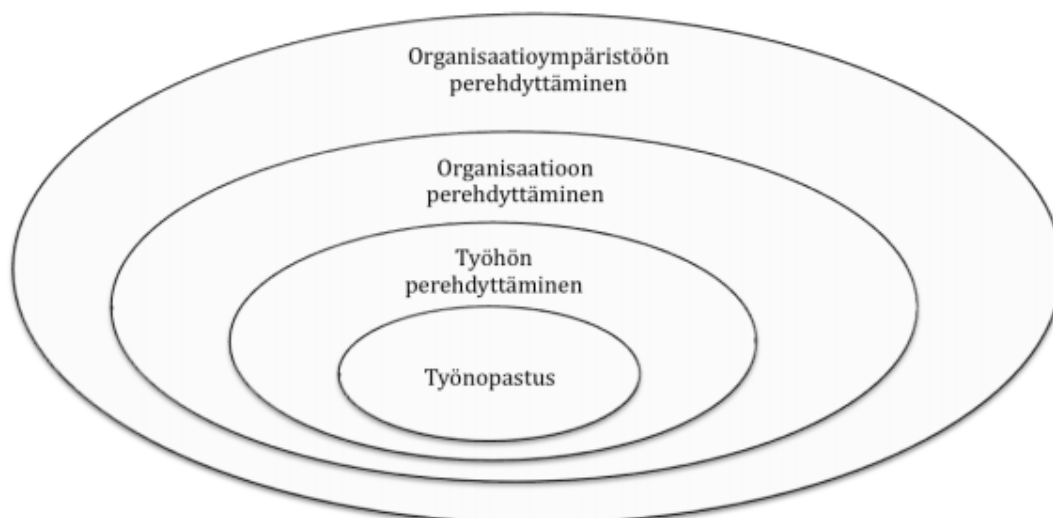 Organisaatioympäristöön
perehdyttäminen
Organisaatioon
perehdyttäminen
Työhön
perehdyttäminen
Työnopastus